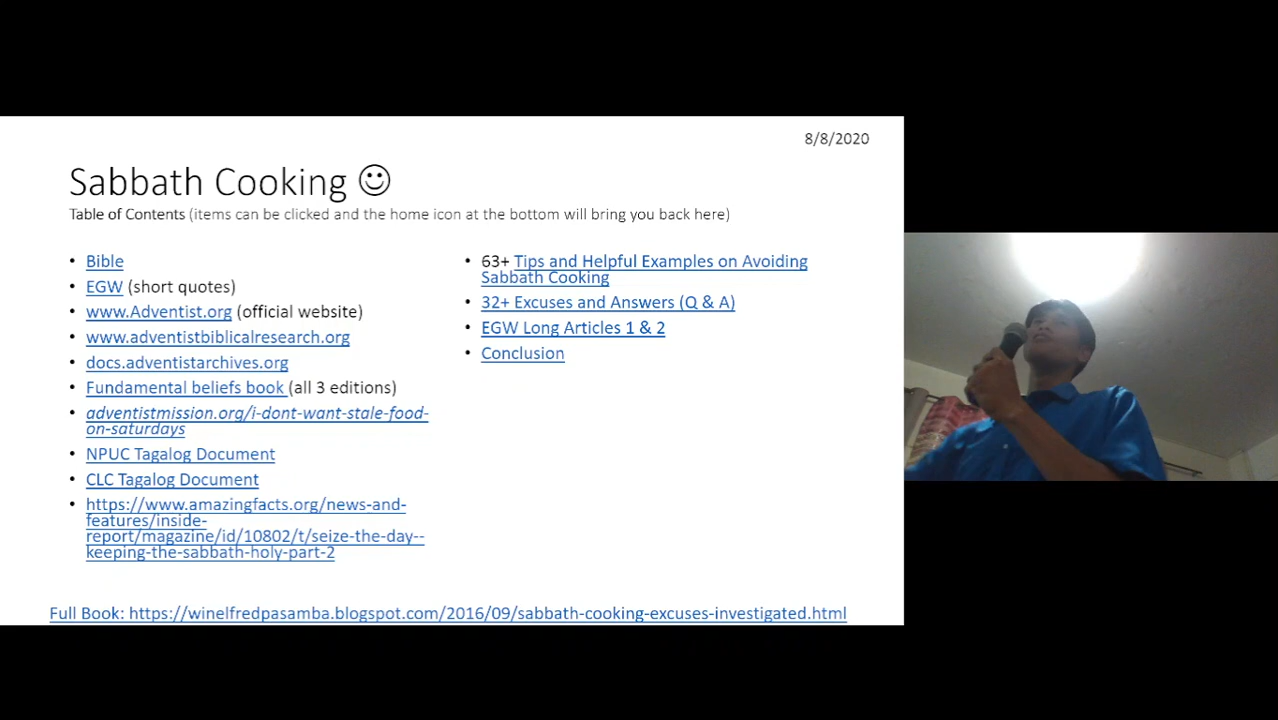 8/8/2020
Sabbath Cooking ☺
Table of Contents (items can be clicked and the home icon at the bottom will bring you back here)
• Bible
• EGW (short quotes)
• www.Adventist.org (official website)
• www.adventistbiblicalresearch.org
• docs.adventistarchives.org
• Fundamental beliefs book (all 3 editions)
• adventistmission.org/i-dont-want-stale-food-
on-saturdays
• NPUC Tagalog Document
• CLC Tagalog Document
• https://www.amazingfacts.org/news-and-
features/inside-
report/magazine/id/10802/t/seize-the-day--
keeping-the-sabbath-holy-part-2
• 63+ Tips and Helpful Examples on Avoiding
Sabbath Cooking
• 32+ Excuses and Answers (Q & A)
• EGW Long Articles 1 & 2
• Conclusion
Full Book: https://winelfredpasamba.blogspot.com/2016/09/sabbath-cooking-excuses-investigated.html